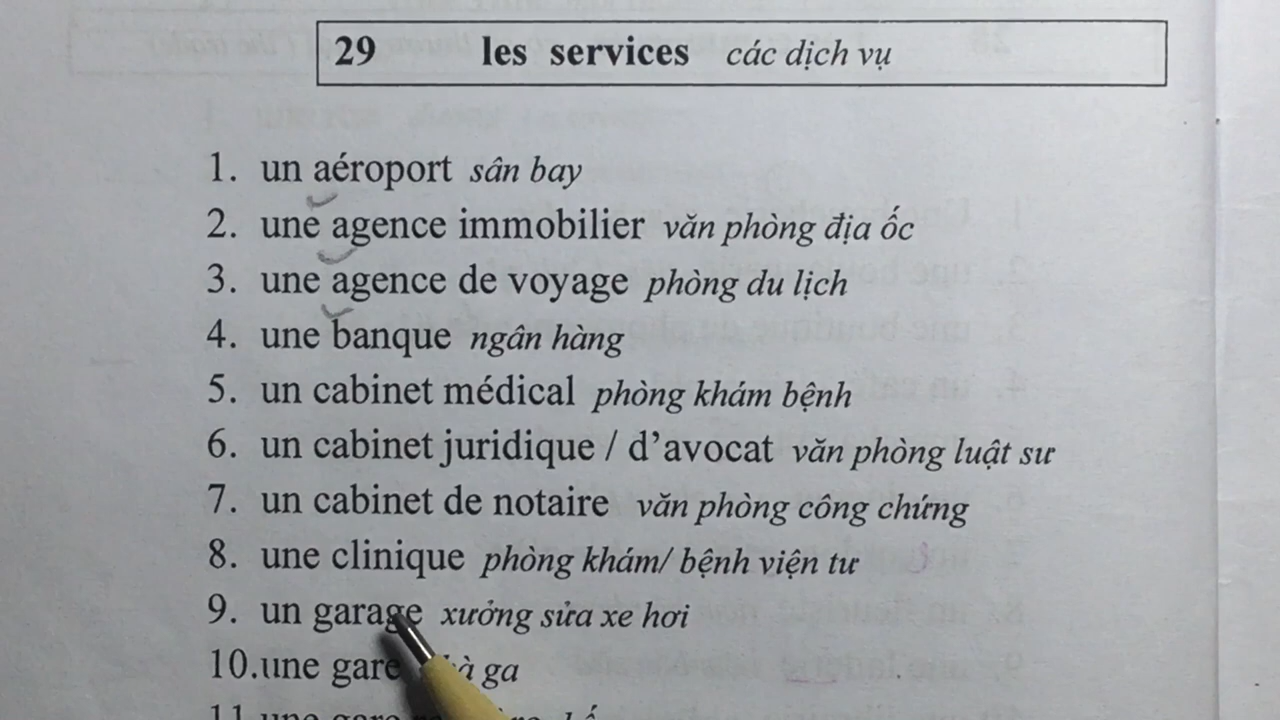 29 les services các dịch vụ
1. un aéroport sân bay
2. une agence immobilier văn phòng địa ốc
3. une agence de voyage phòng du lịch
4. une banque ngân hàng
5. un cabinet médical phòng khám bệnh
6. un cabinet juridique / d’avocat văn phòng luật sư
7. un cabinet de notaire văn phòng công chứng
8. une clinique phòng khám/ bệnh viện tư
9. un garage xưởng sửa xe hơi
10.une gare ga
11.une gare